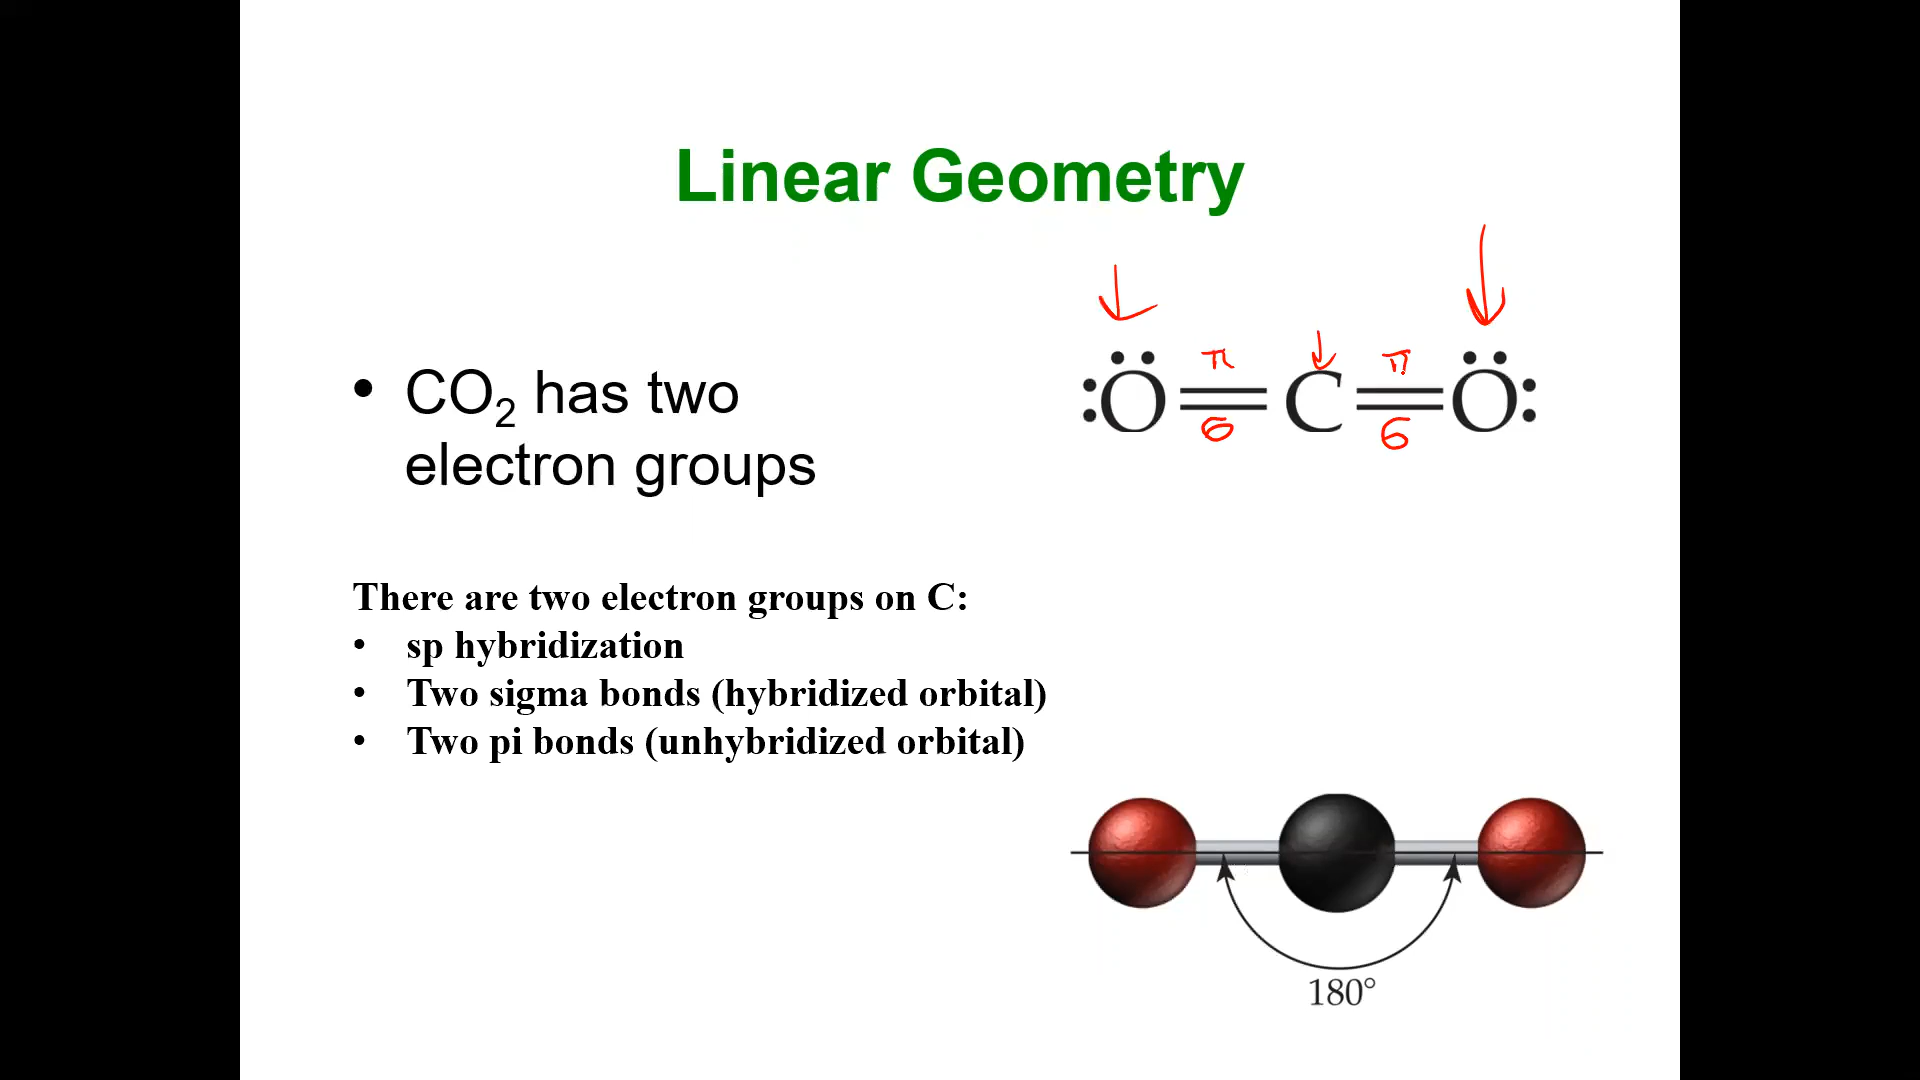 Linear Geometry
• CO₂ has two
electron groups
:Ö=C=Ö:
π π
σ σ
There are two electron groups on C:
• sp hybridization
• Two sigma bonds (hybridized orbital)
• Two pi bonds (unhybridized orbital)
180°